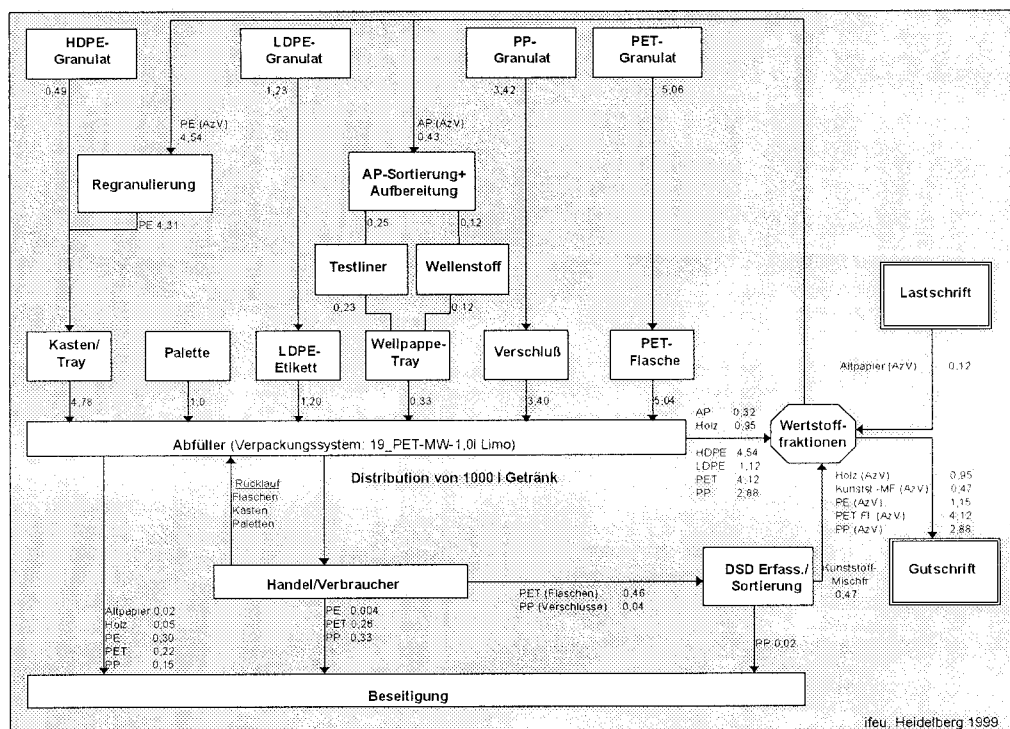 HDPE-
Granulat
LDPE-
Granulat
PP-
Granulat
PET-
Granulat
0,49
1,23
3,42
5,06
PE (AzV)
4,54
AP (AzV)
0,43
Regranulierung
AP-Sortierung+
Aufbereitung
PE 4,31
0,25
0,12
Testliner
Wellenstoff
0,23
0,12
Lastschrift
Kasten/
Tray
Palette
LDPE-
Etikett
Wellpappe-
Tray
Verschluß
PET-
Flasche
Altpapier (AzV) 0,12
4,78
1,0
1,20
0,33
3,40
5,04
AP 0,32
Holz 0,95
Wertstoff-
fraktionen
Abfüller (Verpackungssystem: 19_PET-MW-1,0l Limo)
HDPE 4,54
LDPE 1,12
PET 4,12
PP 2,88
Distribution von 1000 l Getränk
Rücklauf
Flaschen
Kästen
Paletten
Holz (AzV) 0,95
Kunstst.-MF (AzV) 0,47
PE (AzV) 1,15
PET Fl. (AzV) 4,12
PP (AzV) 2,88
Handel/Verbraucher
DSD Erfass./
Sortierung
Kunststoff-
Mischfr
0,47
Gutschrift
PET (Flaschen) 0,46
PP (Verschlüsse) 0,04
Altpapier 0,02
Holz 0,05
PE 0,30
PET 0,22
PP 0,15
PE 0,004
PET 0,28
PP 0,33
PP 0,02
Beseitigung
ifeu, Heidelberg 1999